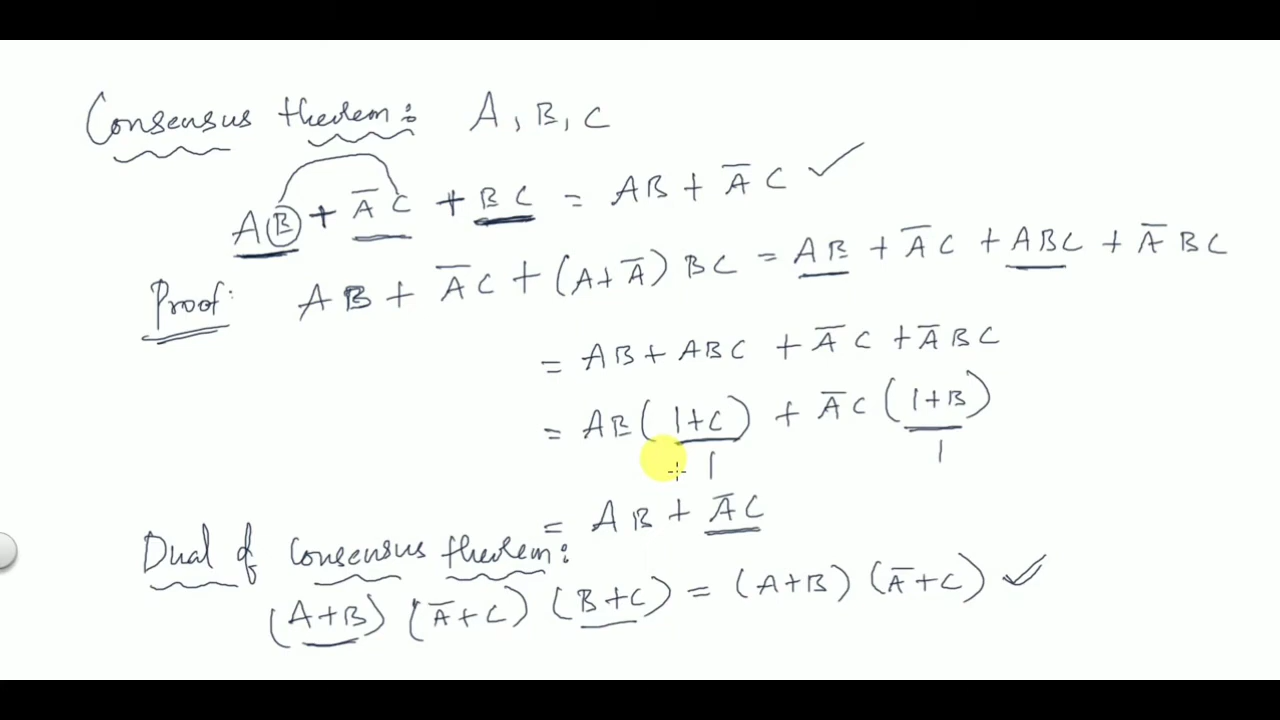 Consensus theorem: A, B, C
AB + A̅C + BC = AB + A̅C ✓
Proof: AB + A̅C + (A+A̅)BC = AB + A̅C + ABC + A̅BC
= AB + ABC + A̅C + A̅BC
= AB(1+C) + A̅C(1+B)
1 1
= AB + A̅C
Dual of consensus theorem:
(A+B)(A̅+C)(B+C) = (A+B)(A̅+C) ✓